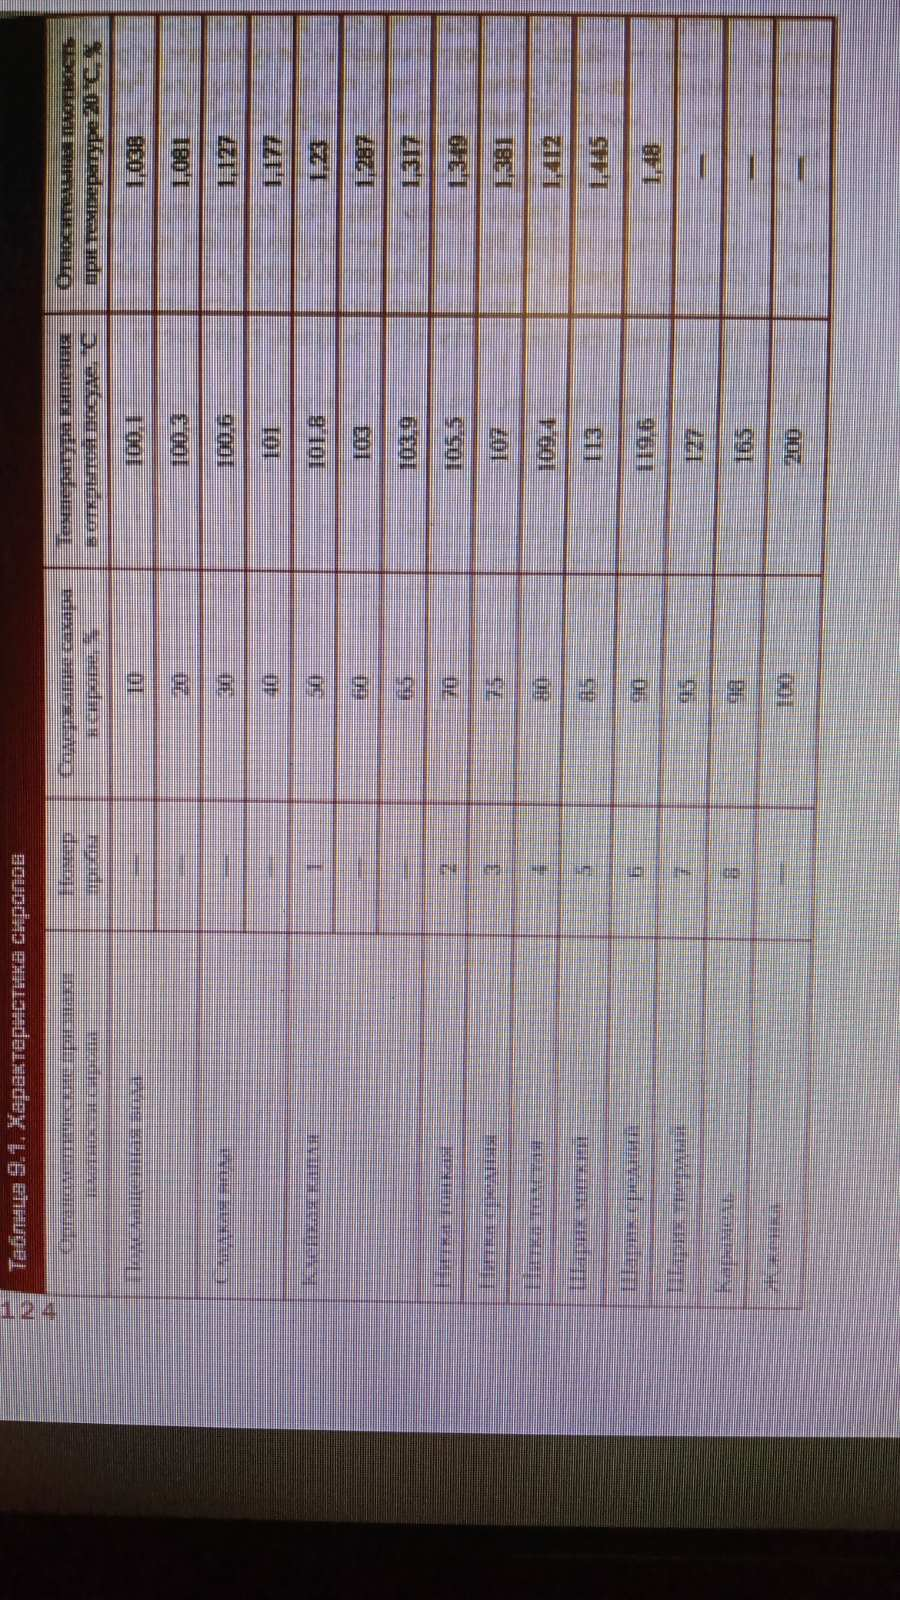 124
Таблица 9.1. Характеристика сиропов
Органолептические признаки плотности сиропа | Номер пробы | Содержание сахара в сиропе, % | Температура кипения в открытой посуде, °C | Относительная плотность при температуре 20 °C, %
Подслащенная вода | — | 10 | 100,1 | 1,038
— | 20 | 100,3 | 1,081
Сладкая вода | — | 30 | 100,6 | 1,127
— | 40 | 101 | 1,177
Клейкая капля | 1 | 50 | 101,8 | 1,23
— | 60 | 103 | 1,287
— | 65 | 103,9 | 1,317
Нитка тонкая | 2 | 70 | 105,5 | 1,349
Нитка средняя | 3 | 75 | 107 | 1,381
Нитка толстая | 4 | 80 | 109,4 | 1,412
Шарик мягкий | 5 | 85 | 113 | 1,445
Шарик средний | 6 | 90 | 119,6 | 1,48
Шарик твердый | 7 | 95 | 127 | —
Карамель | 8 | 98 | 165 | —
Жженка | — | 100 | 200 | —